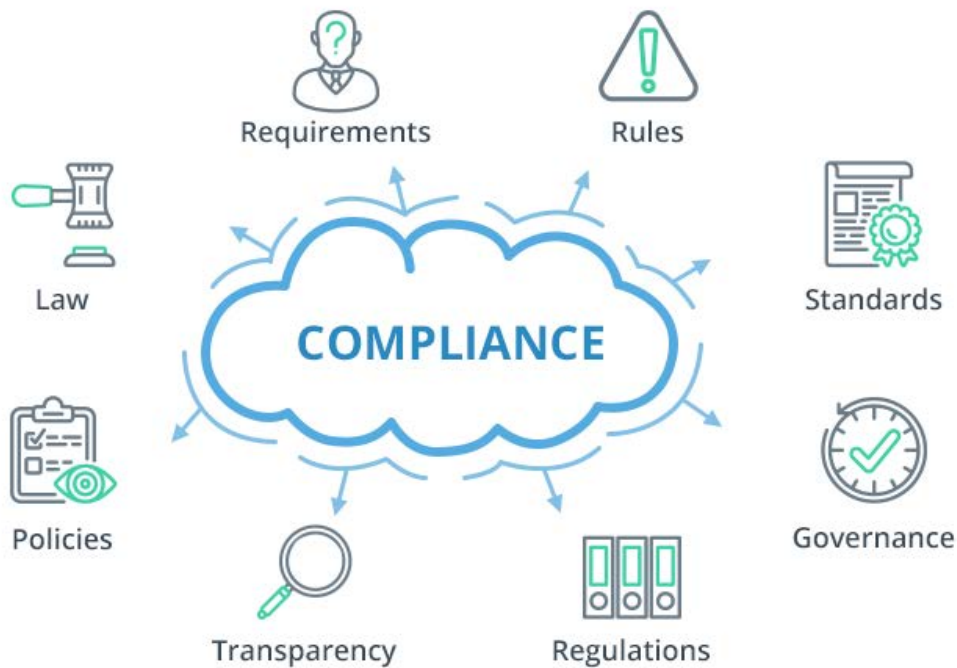 Requirements
Rules
Law
COMPLIANCE
Standards
Policies
Governance
Transparency
Regulations